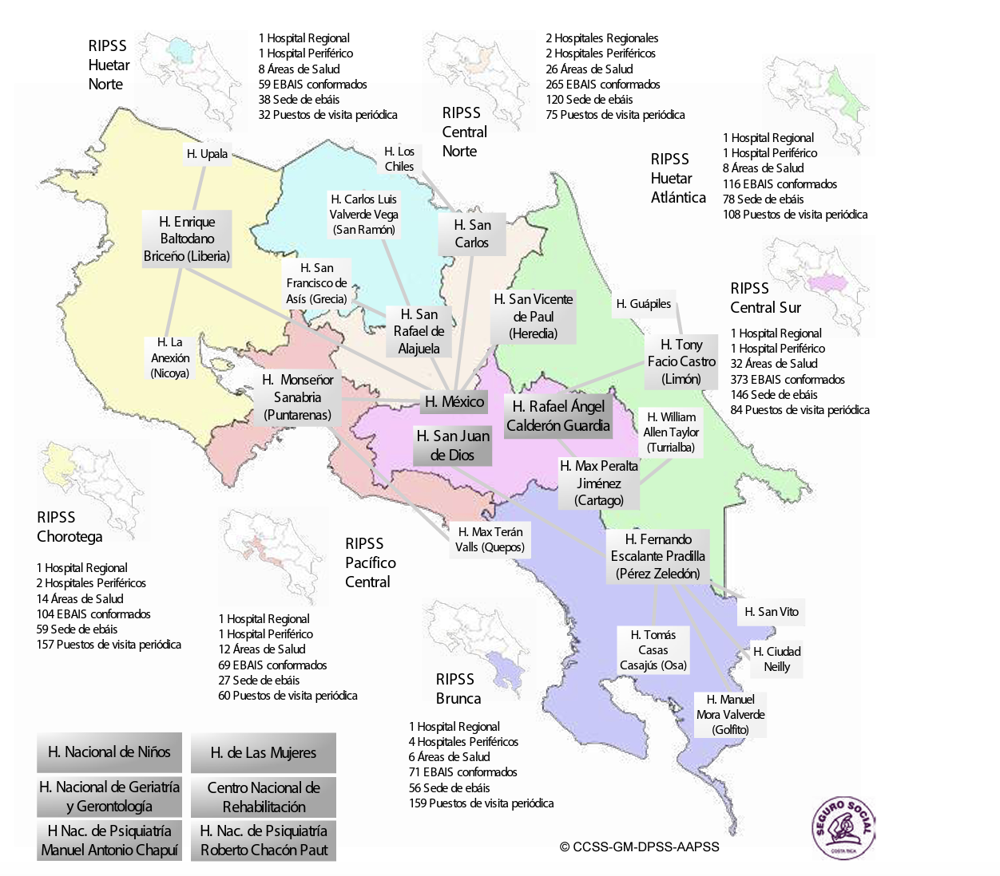 RIPSS
Huetar
Norte
1 Hospital Regional
1 Hospital Periférico
8 Áreas de Salud
59 EBAIS conformados
38 Sede de ebáis
32 Puestos de visita periódica
RIPSS
Central
Norte
2 Hospitales Regionales
2 Hospitales Periféricos
26 Áreas de Salud
265 EBAIS conformados
120 Sede de ebáis
75 Puestos de visita periódica
RIPSS
Huetar
Atlántica
1 Hospital Regional
1 Hospital Periférico
8 Áreas de Salud
116 EBAIS conformados
78 Sede de ebáis
108 Puestos de visita periódica
RIPSS
Central Sur
1 Hospital Regional
1 Hospital Periférico
32 Áreas de Salud
373 EBAIS conformados
146 Sede de ebáis
84 Puestos de visita periódica
H. Upala
H. Los
Chiles
H. Enrique
Baltodano
Briceño (Liberia)
H. Carlos Luis
Valverde Vega
(San Ramón)
H. San
Carlos
H. San
Francisco de
Asís (Grecia)
H. San
Rafael de
Alajuela
H. San Vicente
de Paul
(Heredia)
H. Guápiles
H. Tony
Facio Castro
(Limón)
H. La
Anexión
(Nicoya)
H. Monseñor
Sanabria
(Puntarenas)
H. México
H. Rafael Ángel
Calderón Guardia
H. San Juan
de Dios
H. William
Allen Taylor
(Turrialba)
H. Max Peralta
Jiménez
(Cartago)
H. Max Terán
Valls (Quepos)
H. Fernando
Escalante Pradilla
(Pérez Zeledón)
H. San Vito
H. Tomás
Casas
Casajús (Osa)
H. Ciudad
Neilly
H. Manuel
Mora Valverde
(Golfito)
RIPSS
Chorotega
1 Hospital Regional
2 Hospitales Periféricos
14 Áreas de Salud
104 EBAIS conformados
59 Sede de ebáis
157 Puestos de visita periódica
RIPSS
Pacífico
Central
1 Hospital Regional
1 Hospital Periférico
12 Áreas de Salud
69 EBAIS conformados
27 Sede de ebáis
60 Puestos de visita periódica
RIPSS
Brunca
1 Hospital Regional
4 Hospitales Periféricos
6 Áreas de Salud
71 EBAIS conformados
56 Sede de ebáis
159 Puestos de visita periódica
H. Nacional de Niños
H. de Las Mujeres
H. Nacional de Geriatría
y Gerontología
Centro Nacional de
Rehabilitación
H Nac. de Psiquiatría
Manuel Antonio Chapuí
H. Nac. de Psiquiatría
Roberto Chacón Paut
© CCSS-GM-DPSS-AAPSS
SEGURO SOCIAL
COSTA RICA